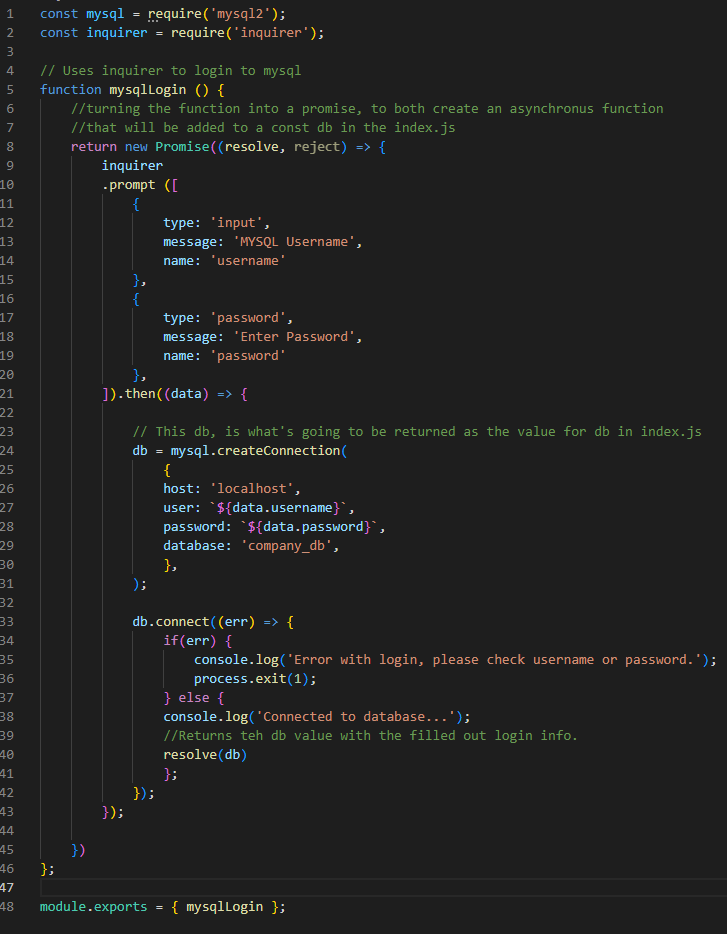 1 const mysql = require('mysql2');
2 const inquirer = require('inquirer');
3
4 // Uses inquirer to login to mysql
5 function mysqlLogin () {
6     //turning the function into a promise, to both create an asynchronus function
7     //that will be added to a const db in the index.js
8     return new Promise((resolve, reject) => {
9         inquirer
10         .prompt ([
11             {
12                 type: 'input',
13                 message: 'MYSQL Username',
14                 name: 'username'
15             },
16             {
17                 type: 'password',
18                 message: 'Enter Password',
19                 name: 'password'
20             },
21         ]).then((data) => {
22
23             // This db, is what's going to be returned as the value for db in index.js
24             db = mysql.createConnection(
25                 {
26                 host: 'localhost',
27                 user: `${data.username}`,
28                 password: `${data.password}`,
29                 database: 'company_db',
30                 },
31             );
32
33             db.connect((err) => {
34                 if(err) {
35                     console.log('Error with login, please check username or password.');
36                     process.exit(1);
37                 } else {
38                 console.log('Connected to database...');
39                 //Returns teh db value with the filled out login info.
40                 resolve(db)
41                 };
42             });
43         });
44
45     })
46 };
47
48 module.exports = { mysqlLogin };